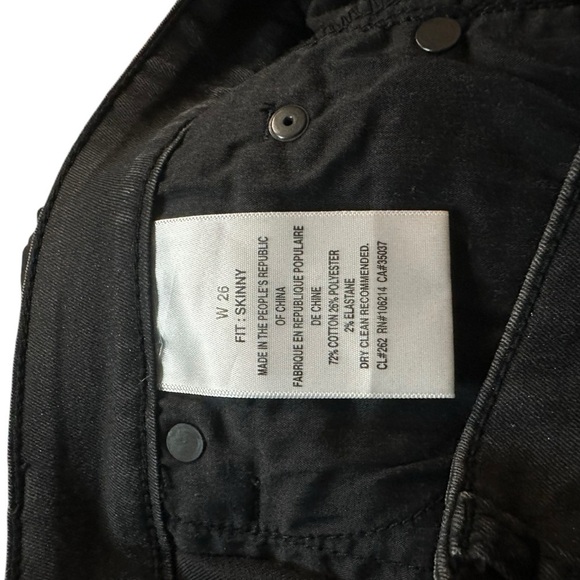 W 26
FIT : SKINNY
MADE IN THE PEOPLE'S REPUBLIC
OF CHINA
FABRIQUE EN REPUBLIQUE POPULAIRE
DE CHINE
72% COTTON 26% POLYESTER
2% ELASTANE
DRY CLEAN RECOMMENDED.
CL#262 RN#106214 CA#35037